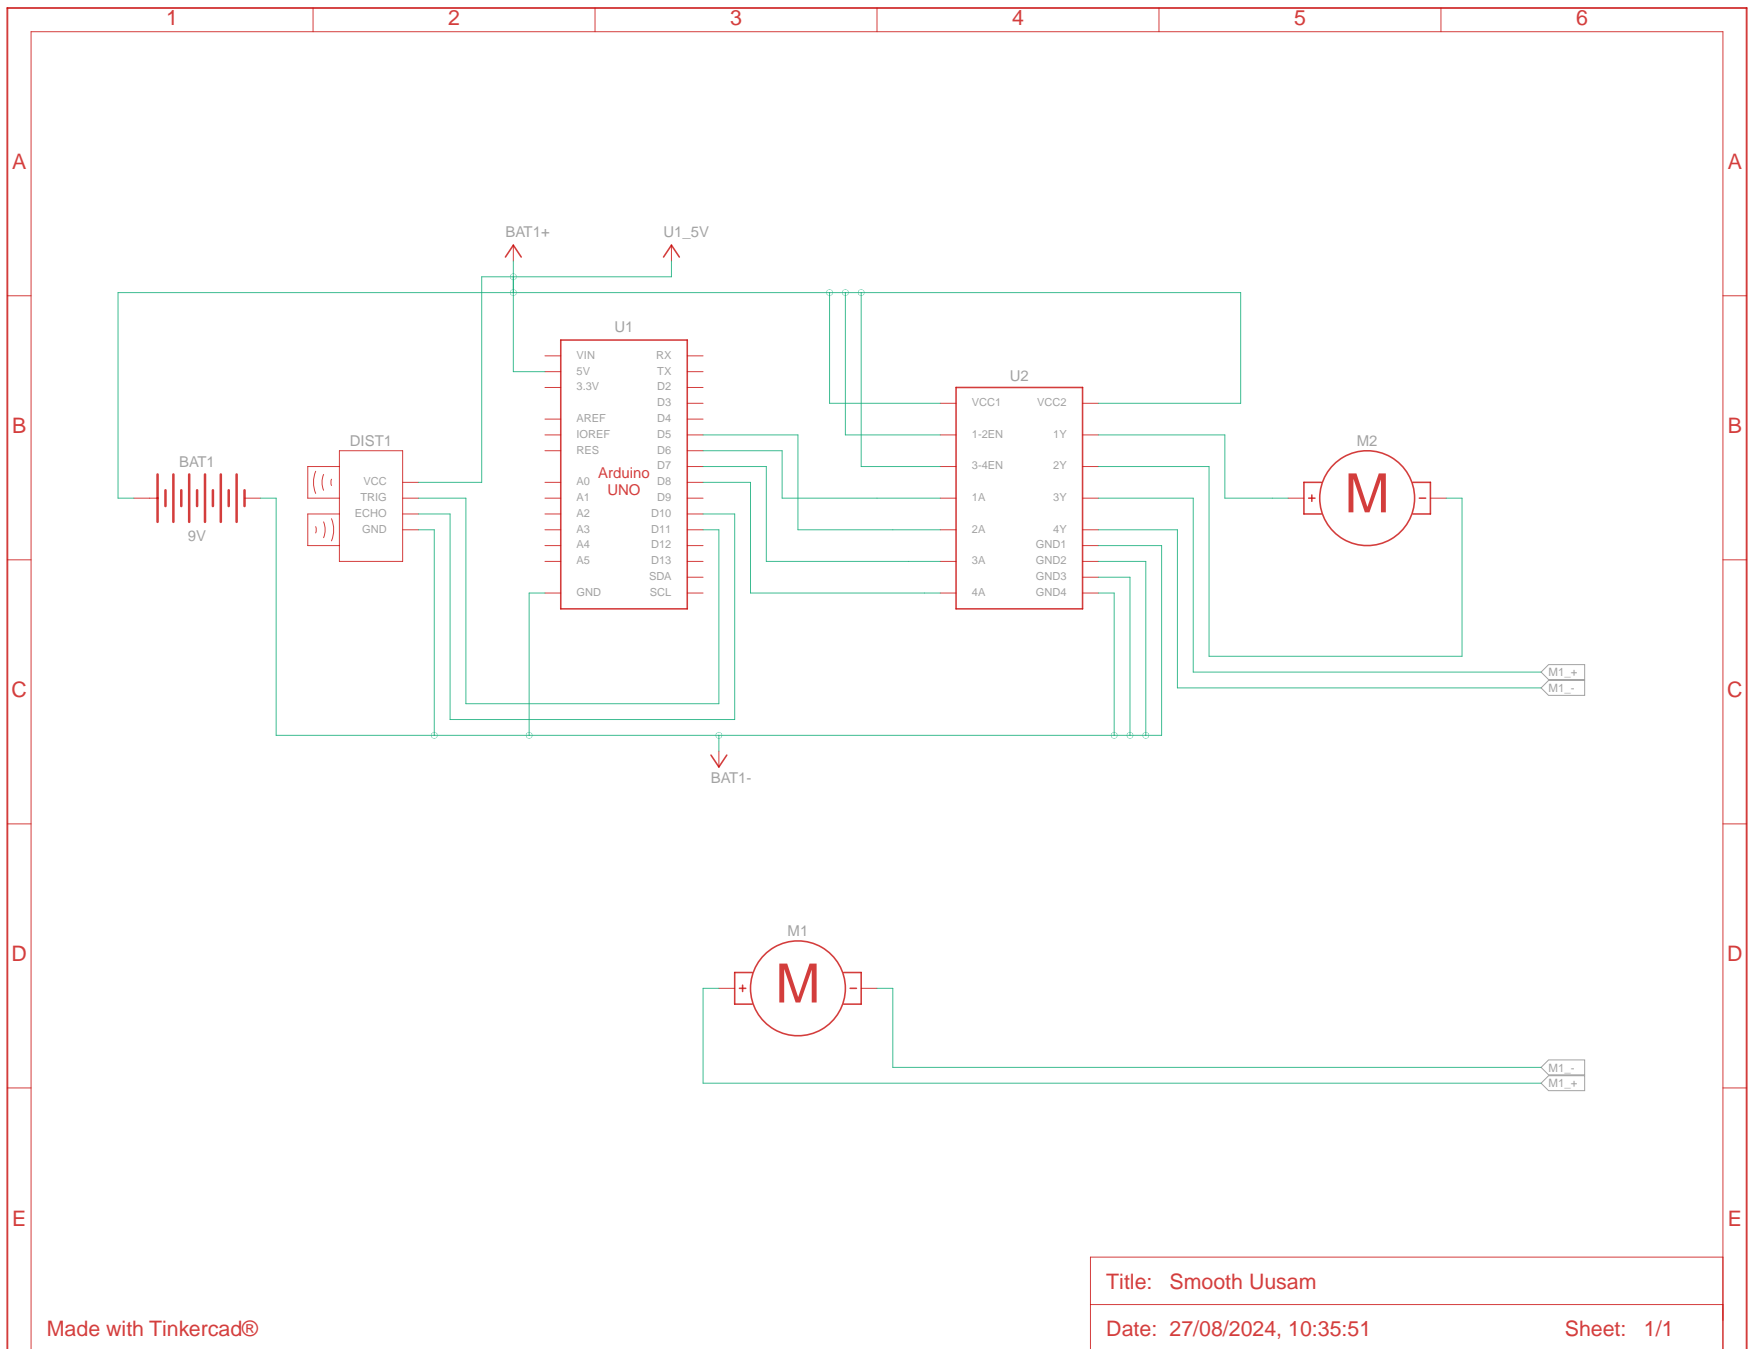 1 2 3 4 5 6
A A
BAT1+ U1_5V
U1
VIN RX
5V TX
3.3V D2
D3
AREF D4
IOREF D5
RES D6
D7
A0 D8
A1 D9
A2 D10
A3 D11
A4 D12
A5 D13
SDA
GND SCL
Arduino
UNO
U2
VCC1 VCC2
1-2EN 1Y
3-4EN 2Y
1A 3Y
2A 4Y
GND1
3A GND2
GND3
4A GND4
B B
DIST1
VCC
TRIG
ECHO
GND
BAT1
9V
M2
+ M -
C C
M1_+
M1_-
BAT1-
D D
M1
+ M -
M1_-
M1_+
E E
Title: Smooth Uusam
Made with Tinkercad®
Date: 27/08/2024, 10:35:51 Sheet: 1/1